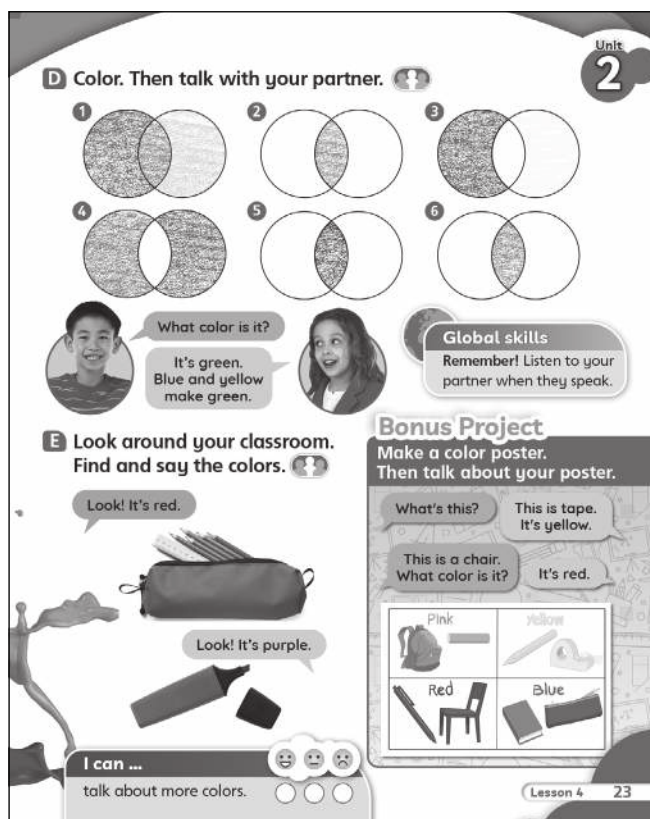 Unit
2
D Color. Then talk with your partner.
1
2
3
4
5
6
What color is it?
It's green.
Blue and yellow
make green.
Global skills
Remember! Listen to your
partner when they speak.
E Look around your classroom.
Find and say the colors.
Look! It's red.
Look! It's purple.
Bonus Project
Make a color poster.
Then talk about your poster.
What's this?
This is tape.
It's yellow.
This is a chair.
What color is it?
It's red.
Pink
Yellow
Red
Blue
I can ...
talk about more colors.
Lesson 4 23